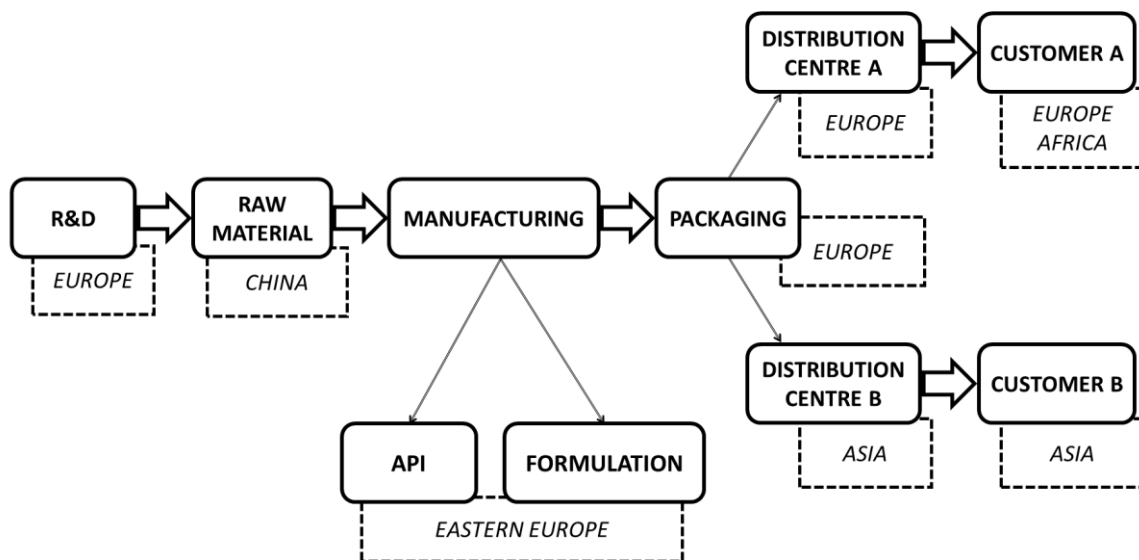 DISTRIBUTION
CENTRE A
CUSTOMER A
EUROPE
EUROPE
AFRICA
R&D
RAW
MATERIAL
MANUFACTURING
PACKAGING
EUROPE
CHINA
EUROPE
DISTRIBUTION
CENTRE B
CUSTOMER B
ASIA
ASIA
API
FORMULATION
EASTERN EUROPE